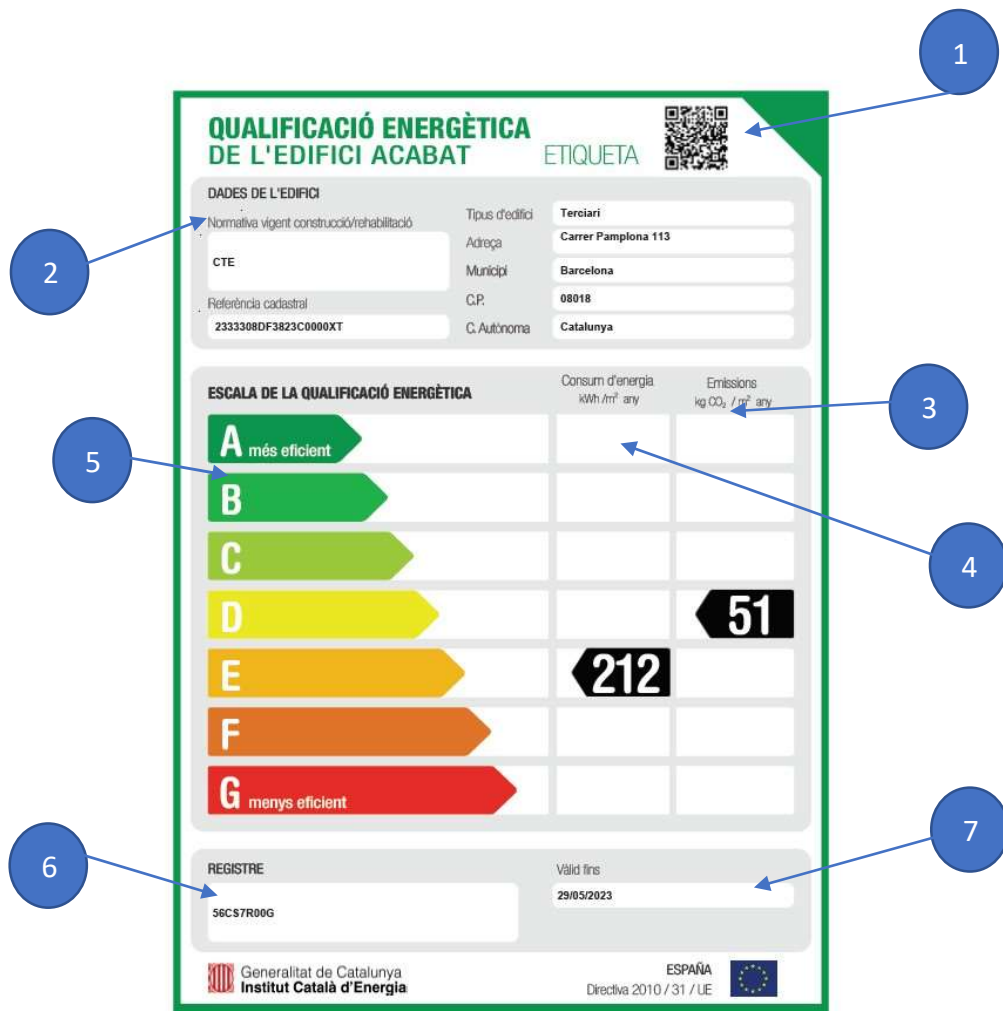 1
QUALIFICACIÓ ENERGÈTICA
DE L'EDIFICI ACABAT
ETIQUETA
DADES DE L'EDIFICI
Normativa vigent construcció/rehabilitació
CTE
Referència cadastral
2333308DF3823C0000XT
Tipus d'edifici Terciari
Adreça Carrer Pamplona 113
Municipi Barcelona
C.P. 08018
C. Autònoma Catalunya
2
ESCALA DE LA QUALIFICACIÓ ENERGÈTICA
Consum d'energia
kWh /m² any
Emissions
kg CO₂ / m² any
3
A més eficient
5
B
C
4
D 51
E 212
F
G menys eficient
7
6
REGISTRE
56CS7R00G
Vàlid fins
29/05/2023
Generalitat de Catalunya
Institut Català d'Energia
ESPAÑA
Directiva 2010 / 31 / UE